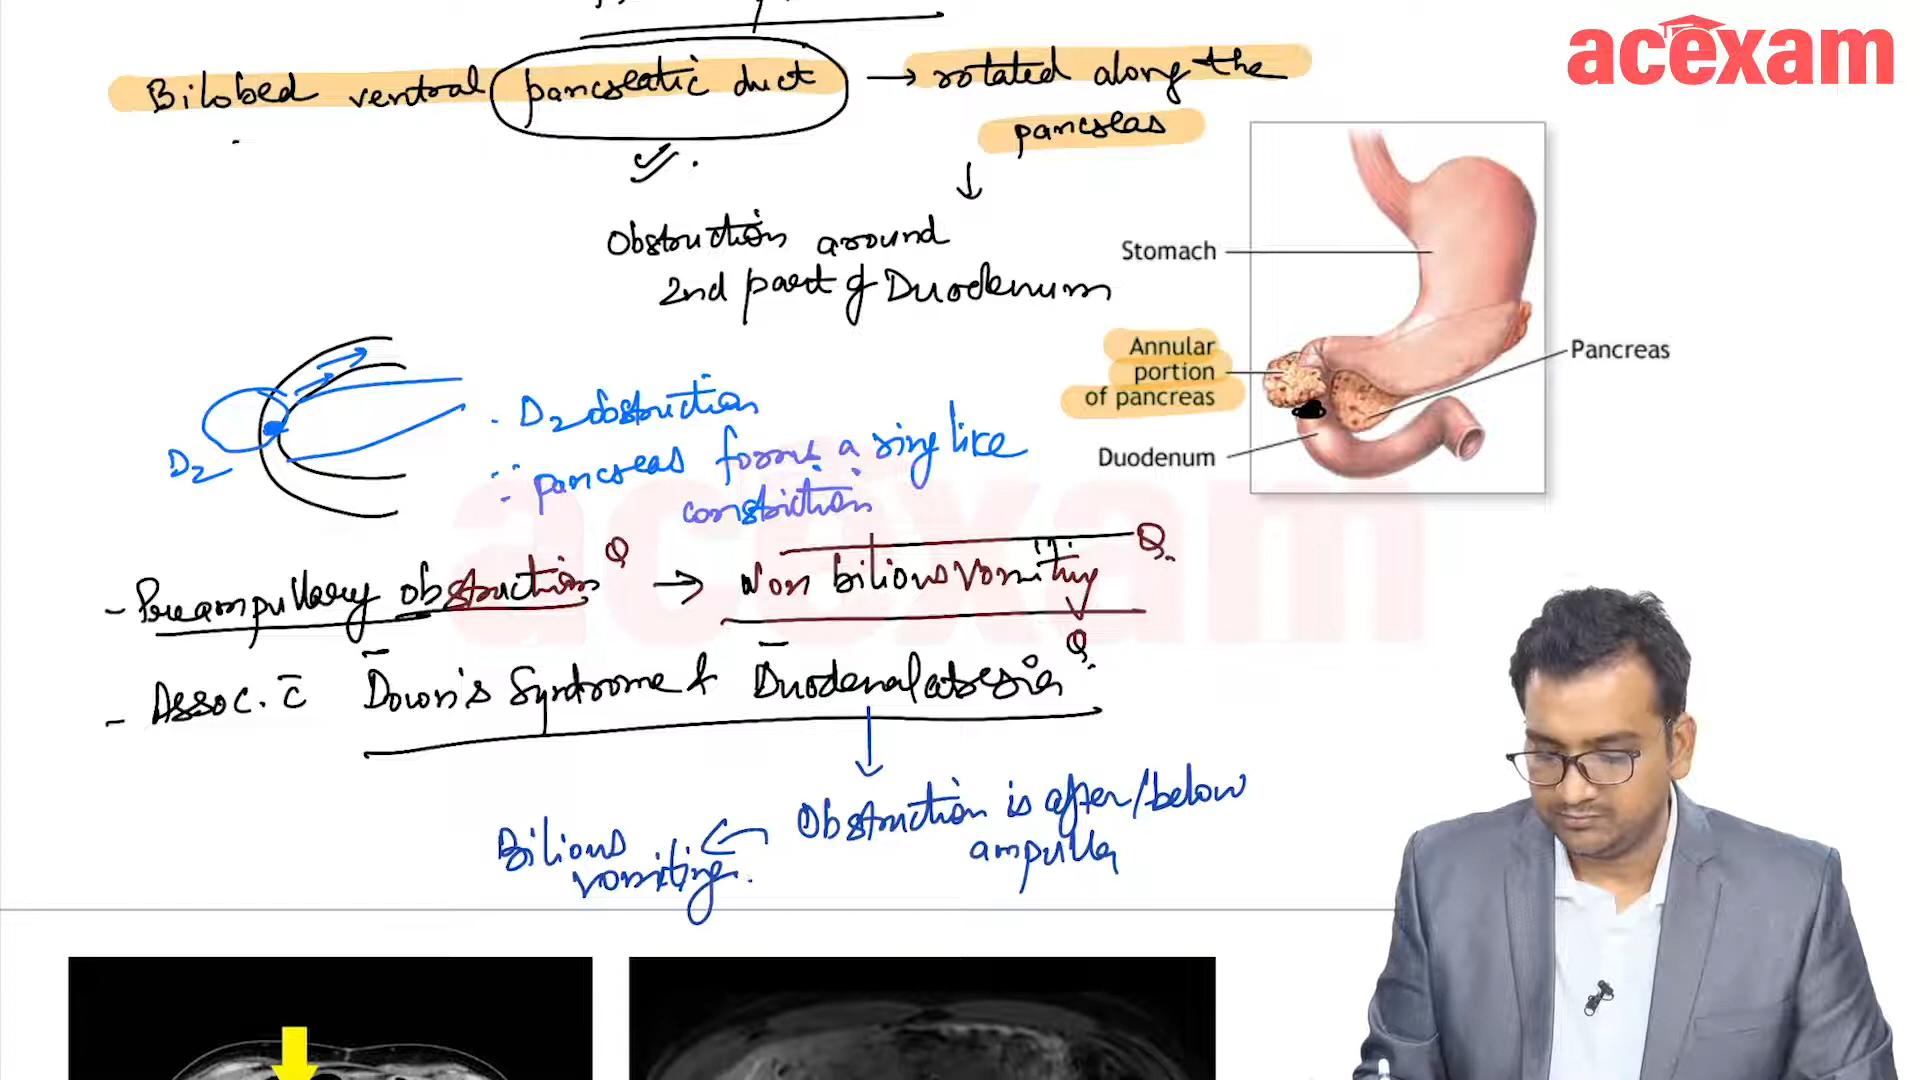 acexam
Bilobed ventral pancreatic duct → rotated along the
pancreas
↓
Obstruction around
2nd part of Duodenum
Stomach
Annular
portion
of pancreas
Pancreas
Duodenum
D2
. D2 obstruction
∵ pancreas forms a ring like
constriction
acexam
- Preampullary obstruction Q → Non bilious vomiting Q.
- Assoc. c̄ Down's Syndrome & Duodenal atresia Q.
↓
Obstruction is after/below
ampulla
Bilious
vomiting.